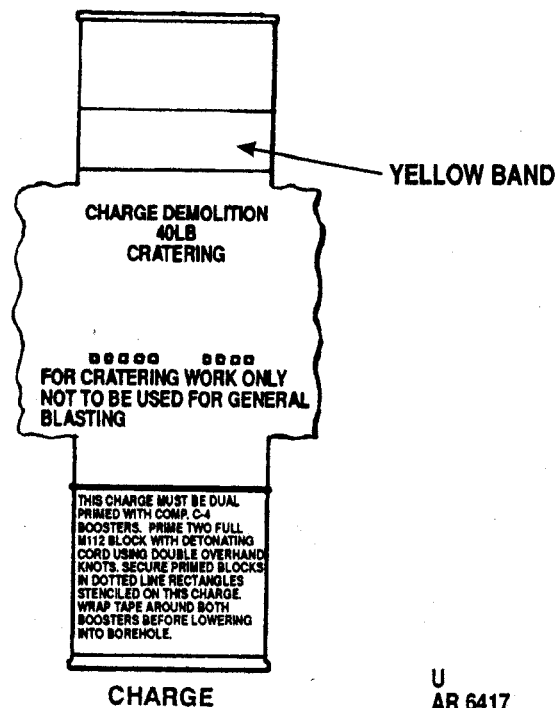 YELLOW BAND
CHARGE DEMOLITION
40LB
CRATERING
FOR CRATERING WORK ONLY
NOT TO BE USED FOR GENERAL
BLASTING
THIS CHARGE MUST BE DUAL
PRIMED WITH COMP. C-4
BOOSTERS. PRIME TWO FULL
M112 BLOCK WITH DETONATING
CORD USING DOUBLE OVERHAND
KNOTS. SECURE PRIMED BLOCKS
IN DOTTED LINE RECTANGLES
STENCILED ON THIS CHARGE.
WRAP TAPE AROUND BOTH
BOOSTERS BEFORE LOWERING
INTO BOREHOLE.
CHARGE
U
AR 6417